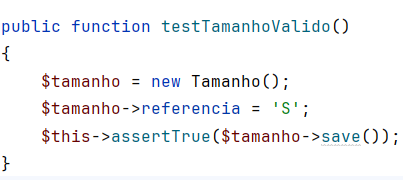 public function testTamanhoValido()
{
    $tamanho = new Tamanho();
    $tamanho->referencia = 'S';
    $this->assertTrue($tamanho->save());
}